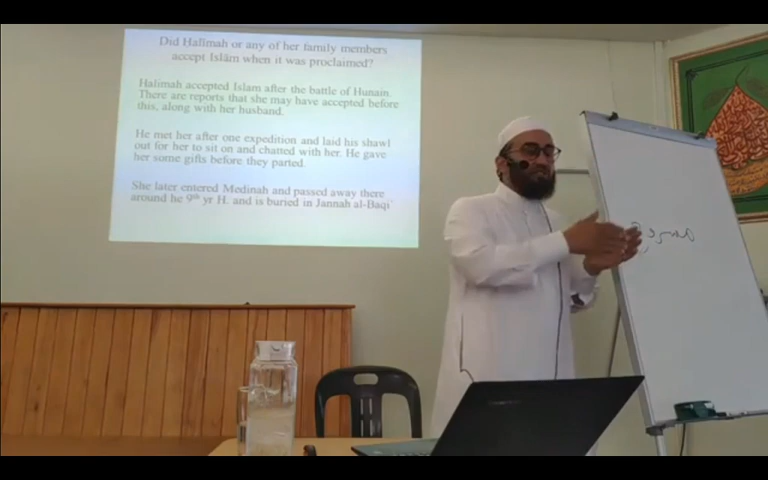 Did Halīmah or any of her family members
accept Islām when it was proclaimed?
Halimah accepted Islam after the battle of Hunain.
There are reports that she may have accepted before
this, along with her husband.
He met her after one expedition and laid his shawl
out for her to sit on and chatted with her. He gave
her some gifts before they parted.
She later entered Medinah and passed away there
around he 9th yr H. and is buried in Jannah al-Baqi`